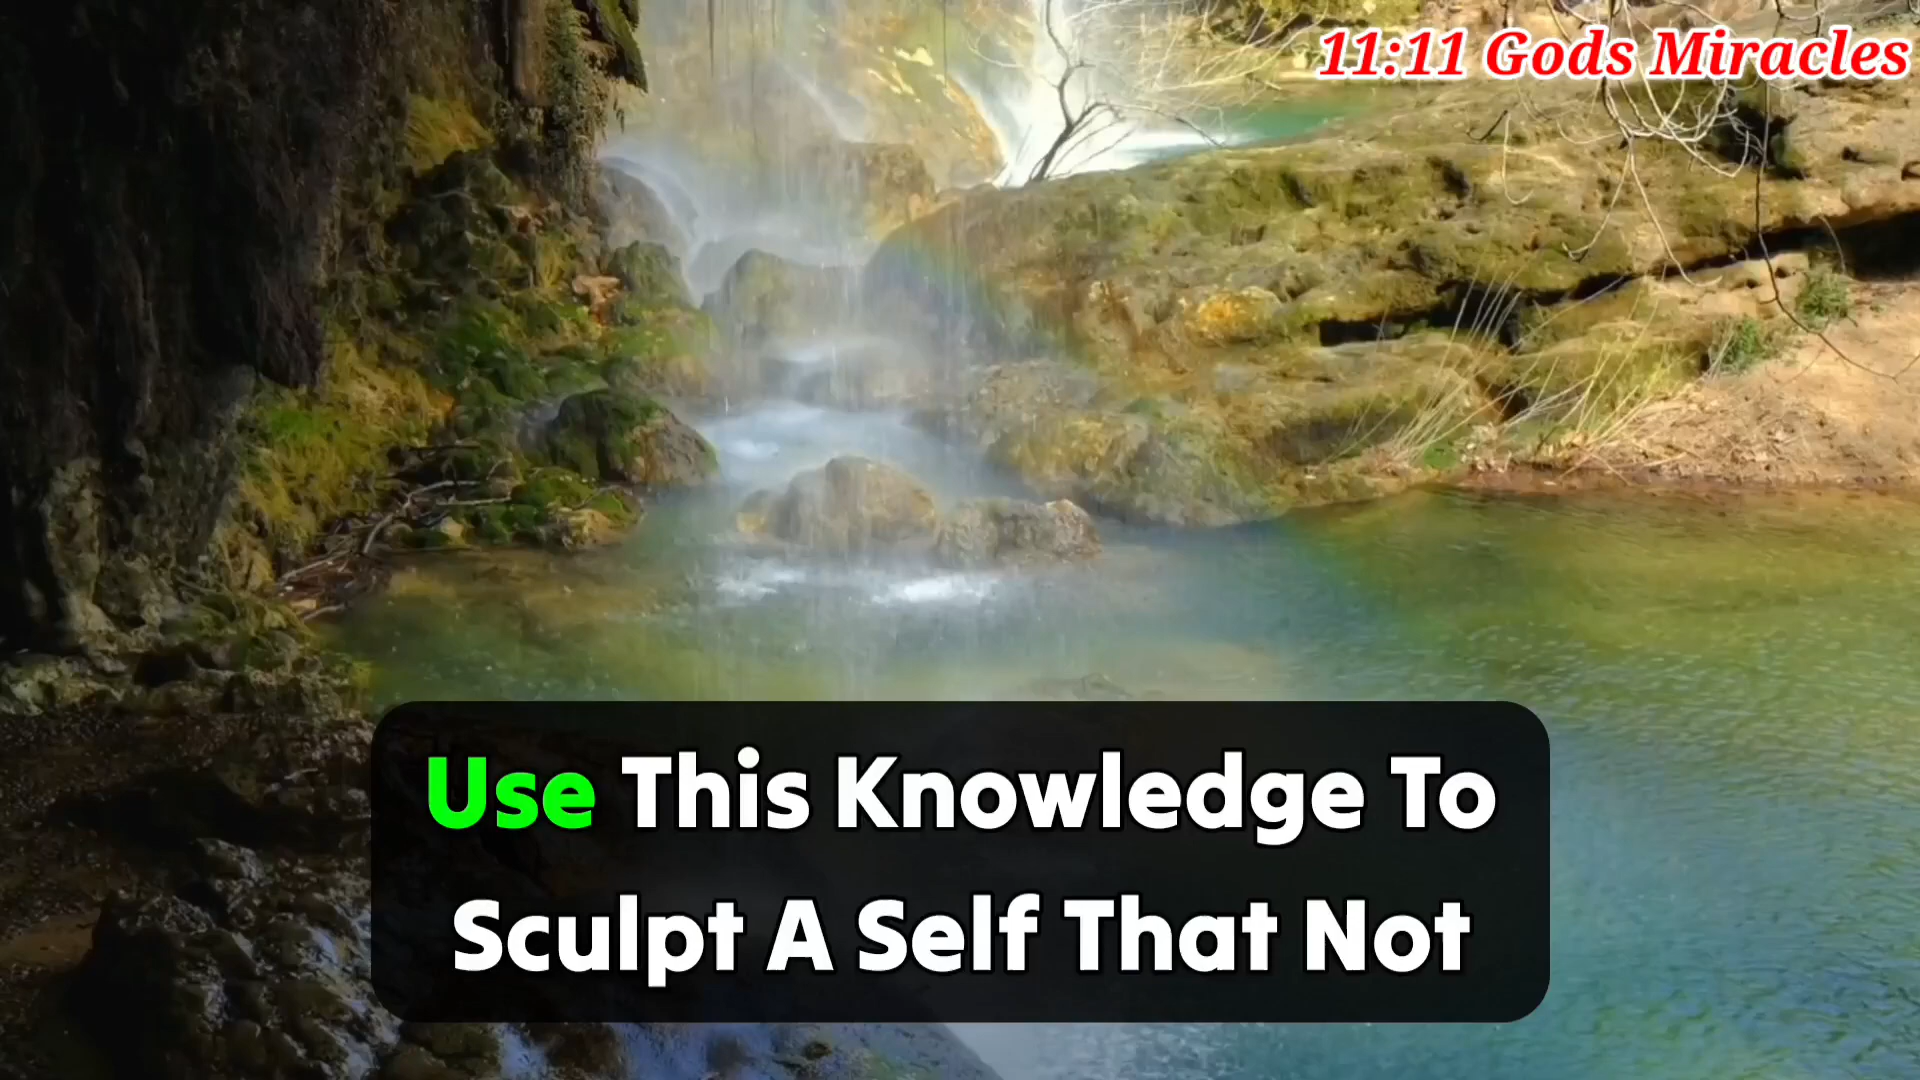 11:11 Gods Miracles
Use This Knowledge To
Sculpt A Self That Not